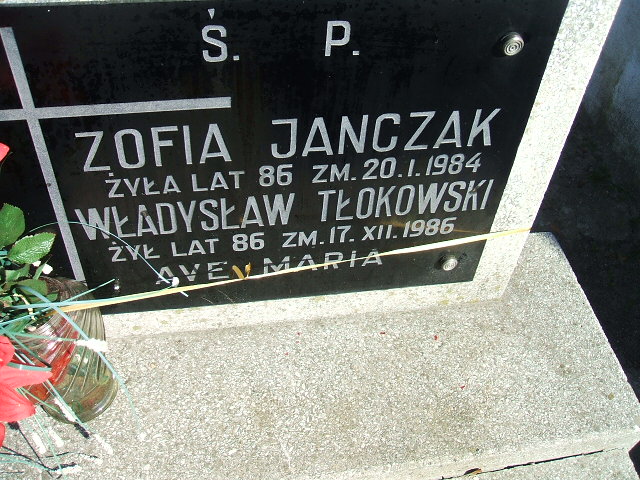 Ś. P.
ZOFIA JANCZAK
ŻYŁA LAT 86 ZM. 20.I.1984
WŁADYSŁAW TŁOKOWSKI
ŻYŁ LAT 86 ZM. 17. XII. 1986
AVE MARIA